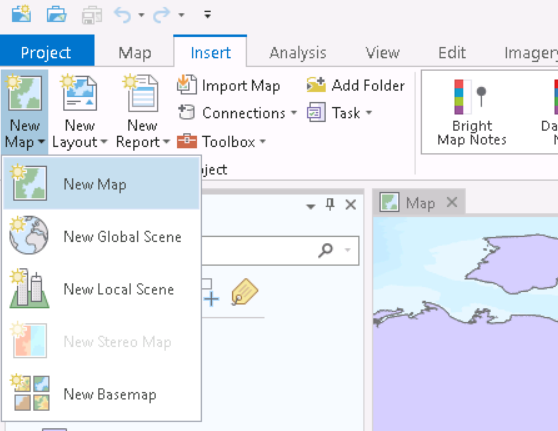 Project Map Insert Analysis View Edit Imagery
New Map
New Layout
New Report
Import Map
Connections
Toolbox
Add Folder
Task
Bright Map Notes
Da
N
ject
New Map
New Global Scene
New Local Scene
New Stereo Map
New Basemap
Map